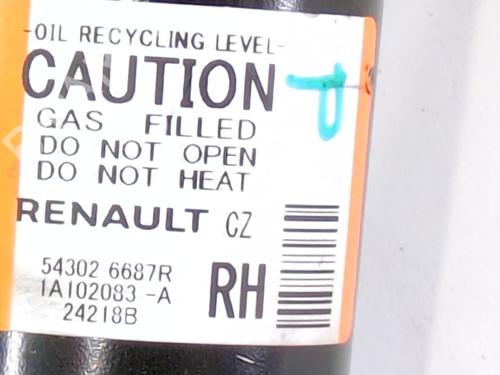 -OIL RECYCLING LEVEL-
CAUTION
GAS FILLED
DO NOT OPEN
DO NOT HEAT
RENAULT CZ
54302 6687R
1A102083 -A
24218B
RH